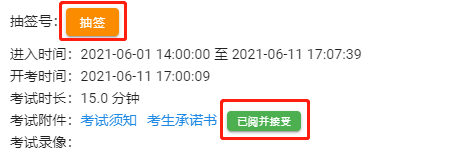 抽签号： 抽签
进入时间：2021-06-01 14:00:00 至 2021-06-11 17:07:39
开考时间：2021-06-11 17:00:09
考试时长：15.0 分钟
考试附件：考试须知 考生承诺书 已阅并接受
考试录像：